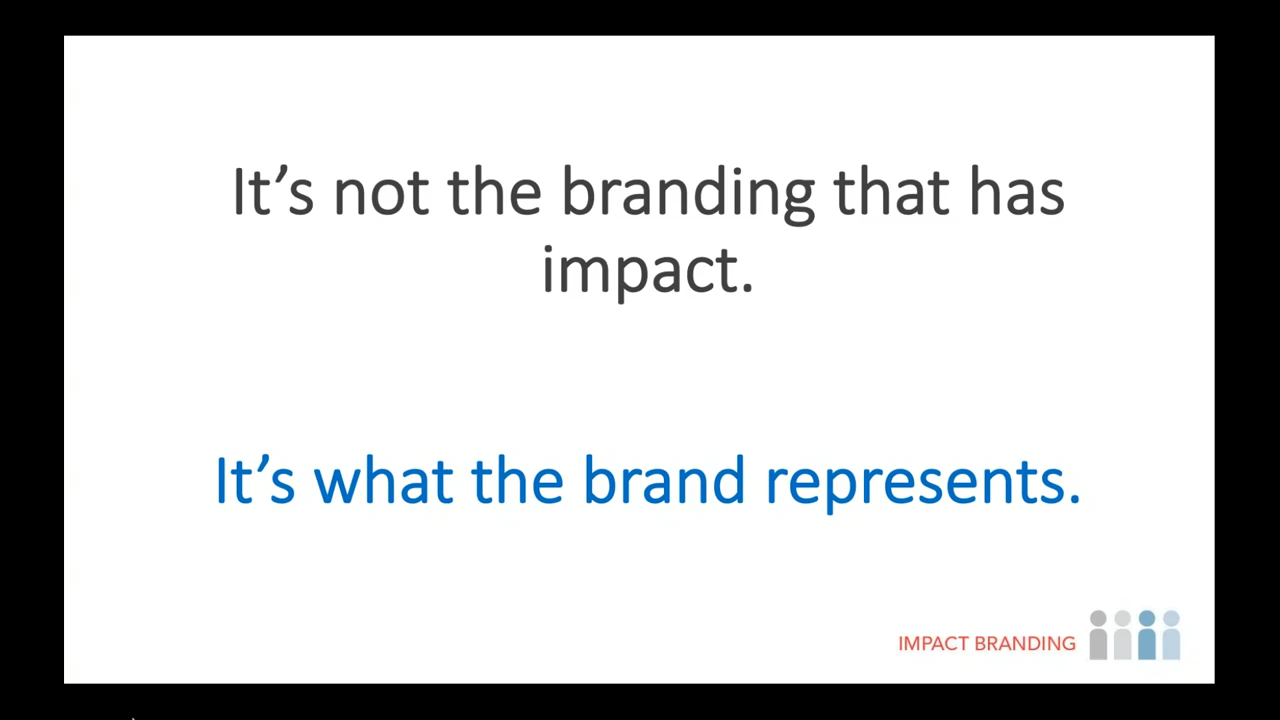 It’s not the branding that has
impact.
It’s what the brand represents.
IMPACT BRANDING